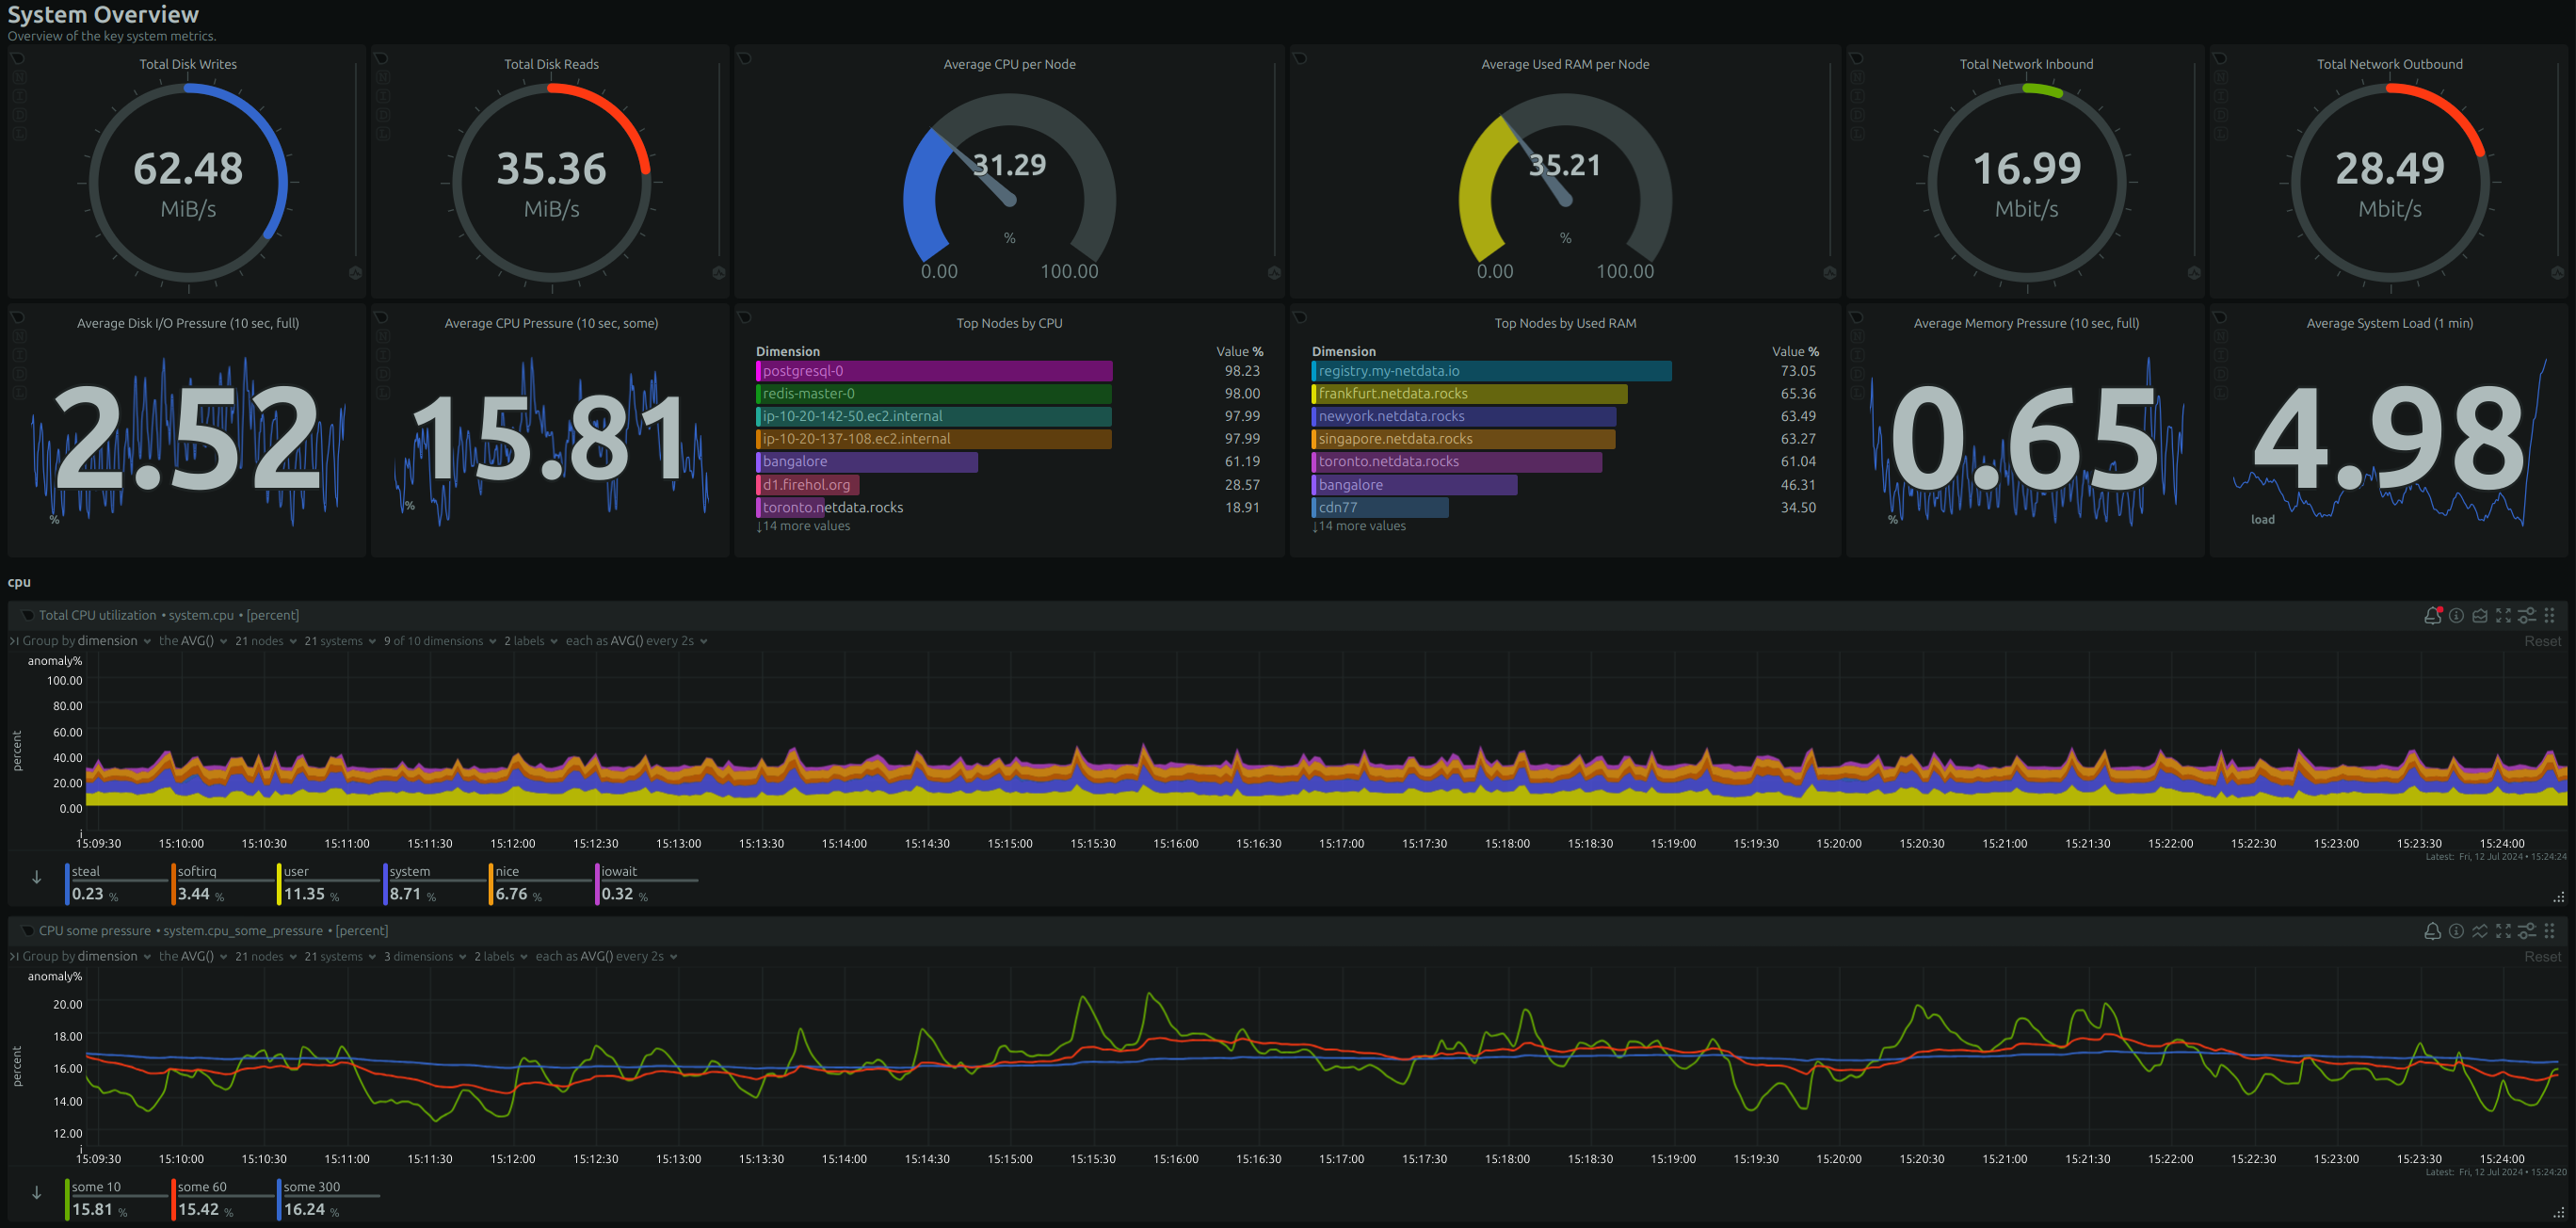 System Overview
Overview of the key system metrics.
Total Disk Writes
62.48
MiB/s
Total Disk Reads
35.36
MiB/s
Average CPU per Node
31.29
%
0.00 100.00
Average Used RAM per Node
35.21
%
0.00 100.00
Total Network Inbound
16.99
Mbit/s
Total Network Outbound
28.49
Mbit/s
Average Disk I/O Pressure (10 sec, full)
2.52
%
Average CPU Pressure (10 sec, some)
15.81
%
Top Nodes by CPU
Dimension Value %
postgresql-0 98.23
redis-master-0 98.00
ip-10-20-142-50.ec2.internal 97.99
ip-10-20-137-108.ec2.internal 97.99
bangalore 61.19
d1.firehol.org 28.57
toronto.netdata.rocks 18.91
↓14 more values
Top Nodes by Used RAM
Dimension Value %
registry.my-netdata.io 73.05
frankfurt.netdata.rocks 65.36
newyork.netdata.rocks 63.49
singapore.netdata.rocks 63.27
toronto.netdata.rocks 61.04
bangalore 46.31
cdn77 34.50
↓14 more values
Average Memory Pressure (10 sec, full)
0.65
%
Average System Load (1 min)
4.98
load
cpu
Total CPU utilization • system.cpu • [percent]
Group by dimension the AVG() 21 nodes 21 systems 9 of 10 dimensions 2 labels each as AVG() every 2s Reset
anomaly%
100.00
80.00
60.00
40.00
20.00
0.00
percent
15:09:30 15:10:00 15:10:30 15:11:00 15:11:30 15:12:00 15:12:30 15:13:00 15:13:30 15:14:00 15:14:30 15:15:00 15:15:30 15:16:00 15:16:30 15:17:00 15:17:30 15:18:00 15:18:30 15:19:00 15:19:30 15:20:00 15:20:30 15:21:00 15:21:30 15:22:00 15:22:30 15:23:00 15:23:30 15:24:00
Latest: Fri, 12 Jul 2024 • 15:24:24
steal softirq user system nice iowait
0.23 % 3.44 % 11.35 % 8.71 % 6.76 % 0.32 %
CPU some pressure • system.cpu_some_pressure • [percent]
Group by dimension the AVG() 21 nodes 21 systems 3 dimensions 2 labels each as AVG() every 2s Reset
anomaly%
20.00
18.00
16.00
14.00
12.00
percent
15:09:30 15:10:00 15:10:30 15:11:00 15:11:30 15:12:00 15:12:30 15:13:00 15:13:30 15:14:00 15:14:30 15:15:00 15:15:30 15:16:00 15:16:30 15:17:00 15:17:30 15:18:00 15:18:30 15:19:00 15:19:30 15:20:00 15:20:30 15:21:00 15:21:30 15:22:00 15:22:30 15:23:00 15:23:30 15:24:00
Latest: Fri, 12 Jul 2024 • 15:24:20
some 10 some 60 some 300
15.81 % 15.42 % 16.24 %